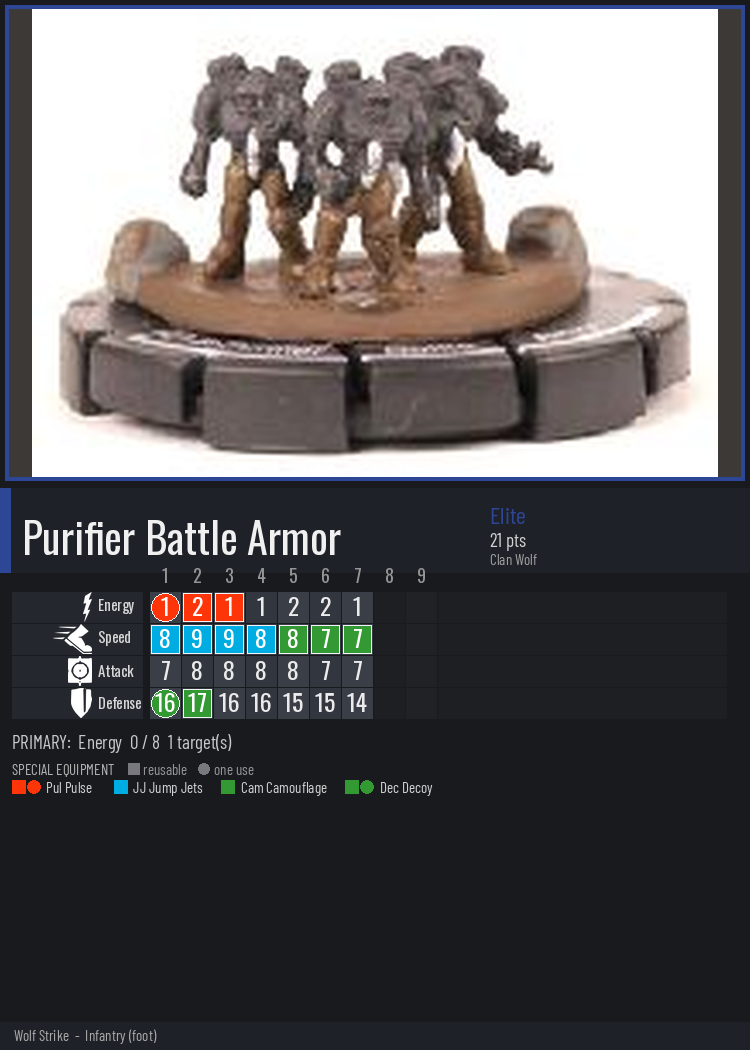 Purifier Battle Armor
Elite
21 pts
Clan Wolf
1 2 3 4 5 6 7 8 9
Energy 1 2 1 1 2 2 1
Speed 8 9 9 8 8 7 7
Attack 7 8 8 8 8 7 7
Defense 16 17 16 16 15 15 14
PRIMARY: Energy 0 / 8 1 target(s)
SPECIAL EQUIPMENT reusable one use
Pul Pulse JJ Jump Jets Cam Camouflage Dec Decoy
Wolf Strike - Infantry (foot)